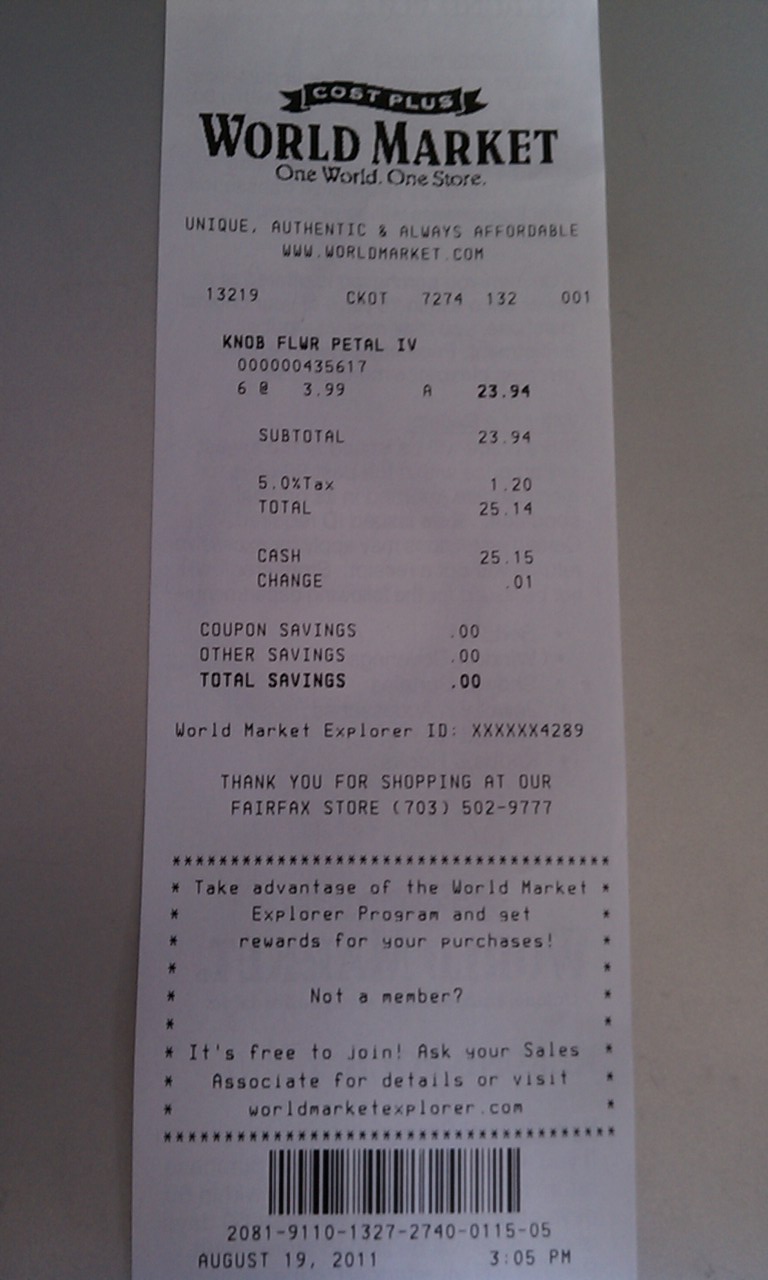 COST PLUS
WORLD MARKET
One World. One Store.
UNIQUE, AUTHENTIC & ALWAYS AFFORDABLE
WWW.WORLDMARKET.COM
13219 CKOT 7274 132 001
KNOB FLWR PETAL IV
000000435617
6 @ 3.99 A 23.94
SUBTOTAL 23.94
5.0%Tax 1.20
TOTAL 25.14
CASH 25.15
CHANGE .01
COUPON SAVINGS .00
OTHER SAVINGS .00
TOTAL SAVINGS .00
World Market Explorer ID: XXXXXX4289
THANK YOU FOR SHOPPING AT OUR
FAIRFAX STORE (703) 502-9777
**************************************
* Take advantage of the World Market *
* Explorer Program and get *
* rewards for your purchases! *
* *
* Not a member? *
* *
* It's free to join! Ask your Sales *
* Associate for details or visit *
* worldmarketexplorer.com *
**************************************
2081-9110-1327-2740-0115-05
AUGUST 19, 2011 3:05 PM